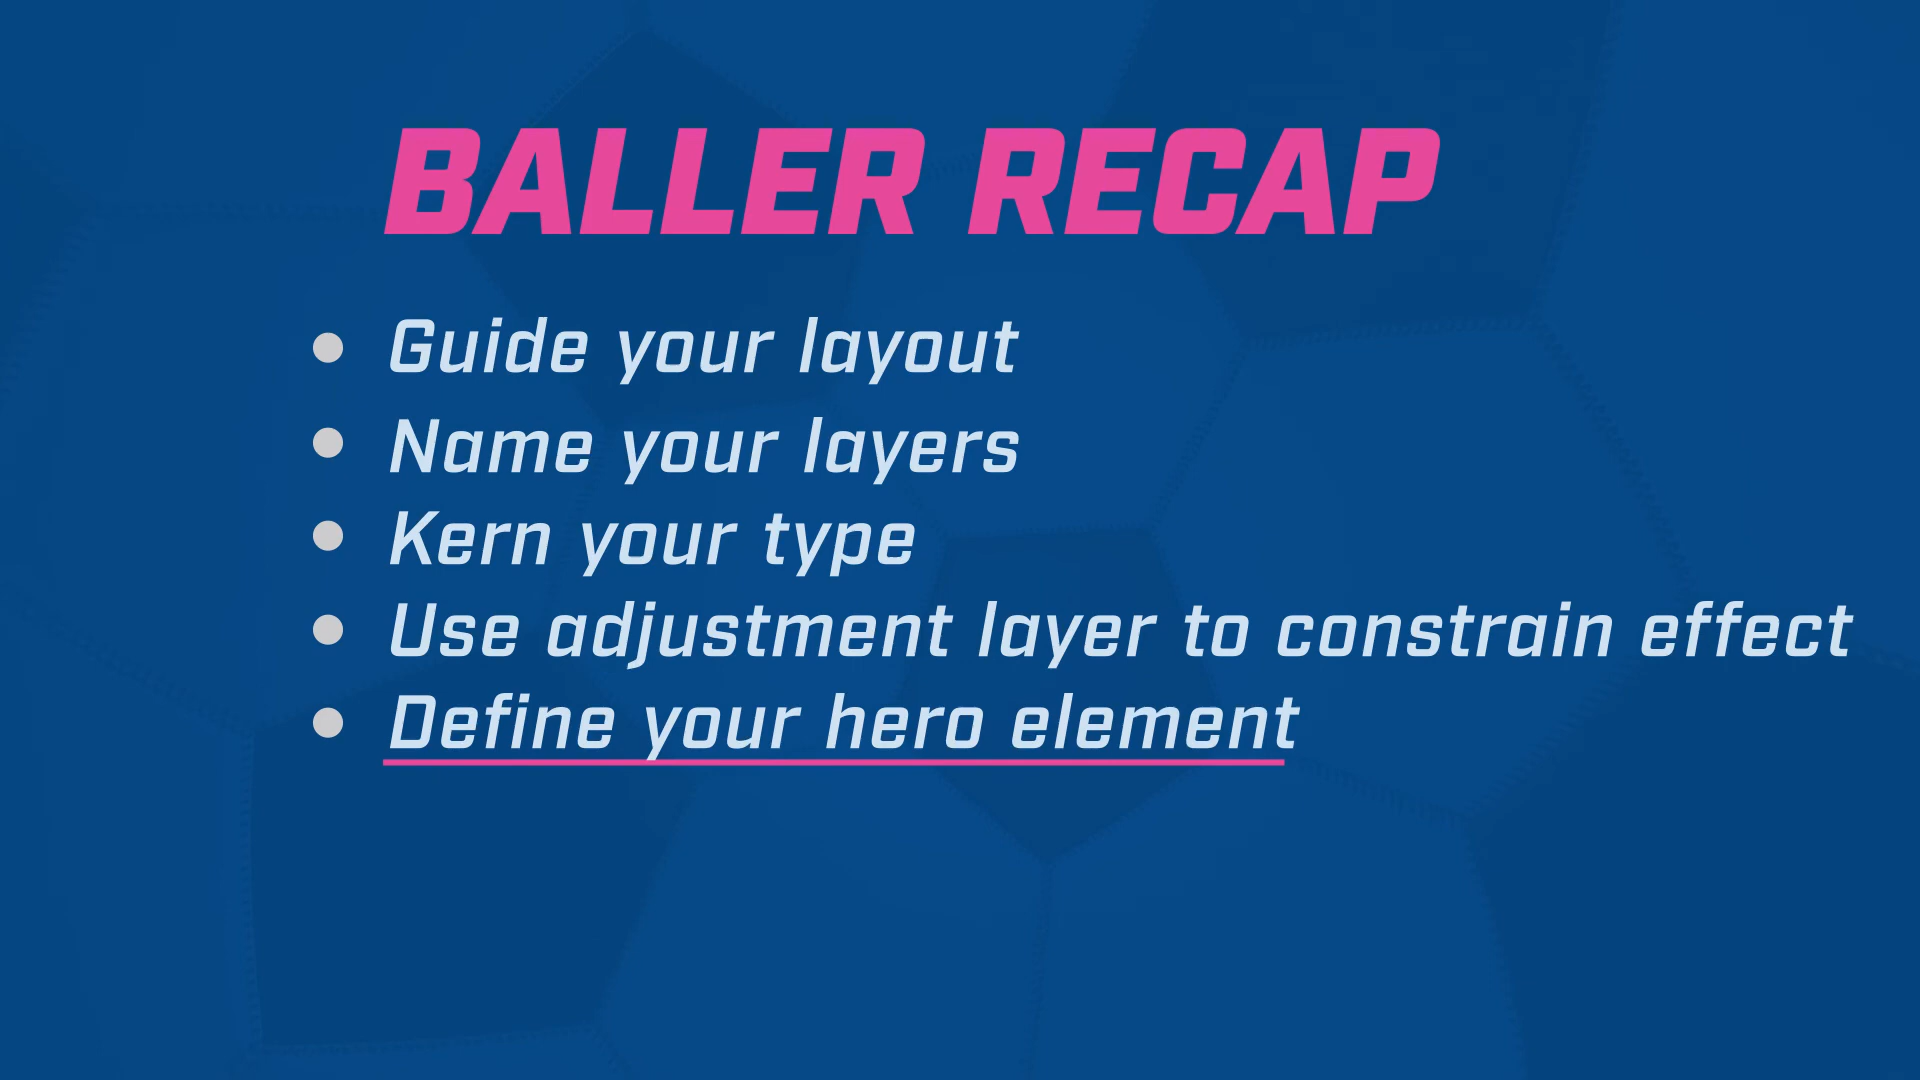 BALLER RECAP
Guide your layout
Name your layers
Kern your type
Use adjustment layer to constrain effect
Define your hero element